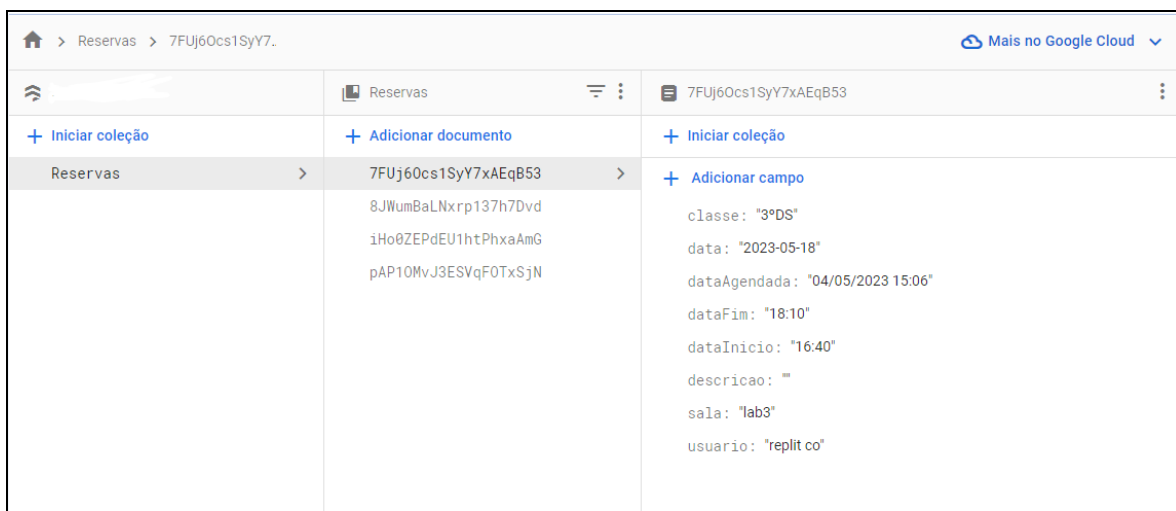 Reservas > 7FUj6Ocs1SyY7..
Mais no Google Cloud
Reservas
7FUj6Ocs1SyY7xAEqB53
+ Iniciar coleção
+ Adicionar documento
+ Iniciar coleção
Reservas
7FUj6Ocs1SyY7xAEqB53
8JWumBaLNxrp137h7Dvd
iHo0ZEPdEU1htPhxaAmG
pAP1OMvJ3ESVqFOTxSjN
+ Adicionar campo
classe: "3ºDS"
data: "2023-05-18"
dataAgendada: "04/05/2023 15:06"
dataFim: "18:10"
dataInicio: "16:40"
descricao: ""
sala: "lab3"
usuario: "replit co"